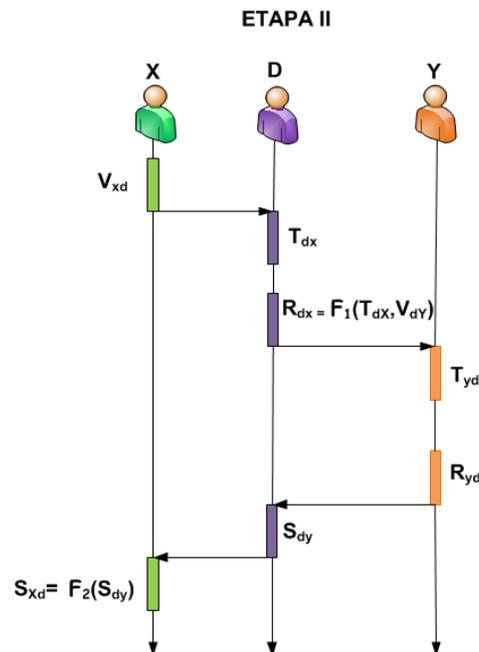 ETAPA II
X
D
Y
Vxd
Tdx
Rdx = F1(TdX,VdY)
Tyd
Ryd
Sdy
SXd= F2(Sdy)